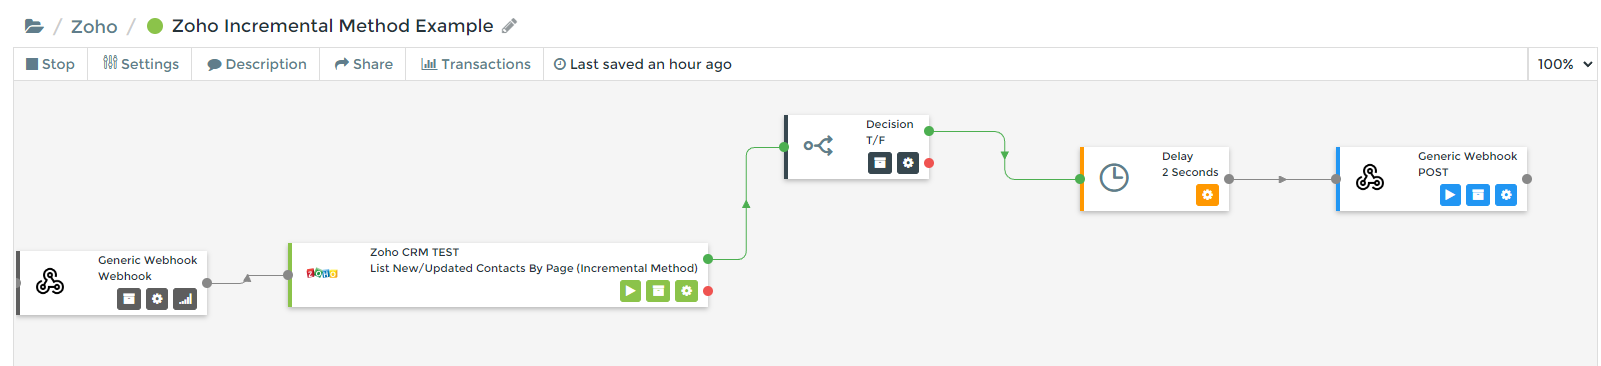 / Zoho / Zoho Incremental Method Example
Stop Settings Description Share Transactions Last saved an hour ago 100%
Decision
T/F
Delay
2 Seconds
Generic Webhook
POST
Generic Webhook
Webhook
ZOHO
Zoho CRM TEST
List New/Updated Contacts By Page (Incremental Method)